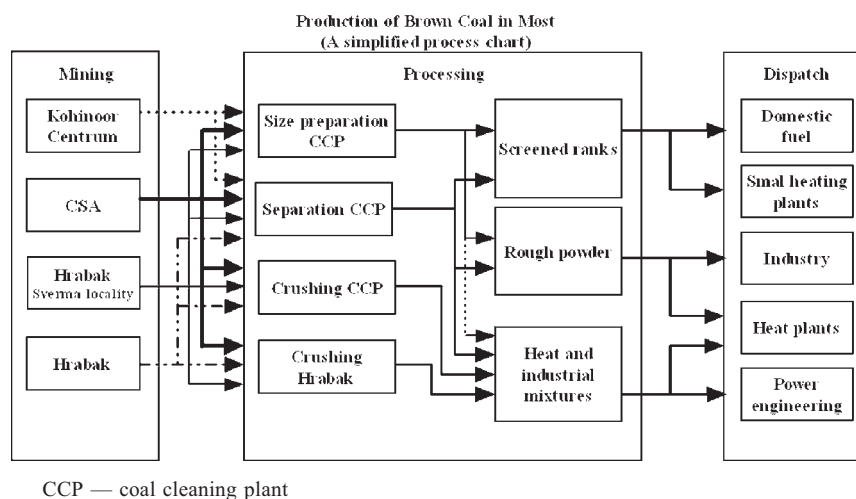 Production of Brown Coal in Most
(A simplified process chart)
Mining
Kohinoor
Centrum
CSA
Hrabak
Sverma locality
Hrabak
Processing
Size preparation
CCP
Separation CCP
Crushing CCP
Crushing
Hrabak
Screened ranks
Rough powder
Heat and
industrial
mixtures
Dispatch
Domestic
fuel
Smal heating
plants
Industry
Heat plants
Power
engineering
CCP — coal cleaning plant